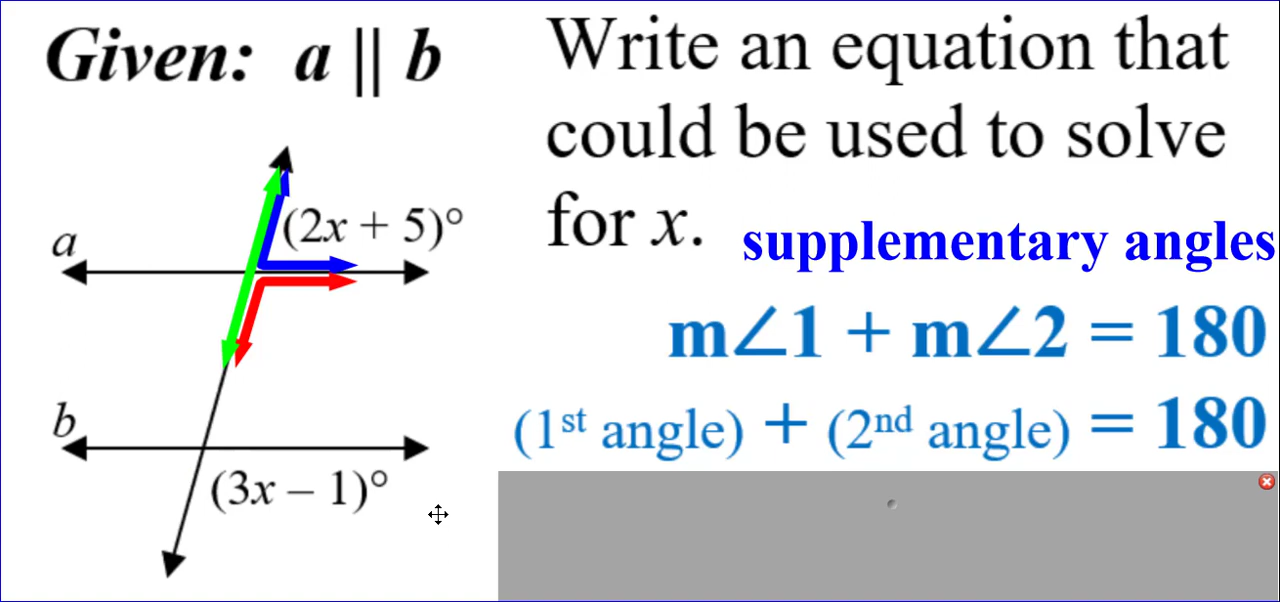 Given: a || b
Write an equation that
could be used to solve
for x.
supplementary angles
(2x + 5)°
a
m∠1 + m∠2 = 180
(1st angle) + (2nd angle) = 180
b
(3x – 1)°